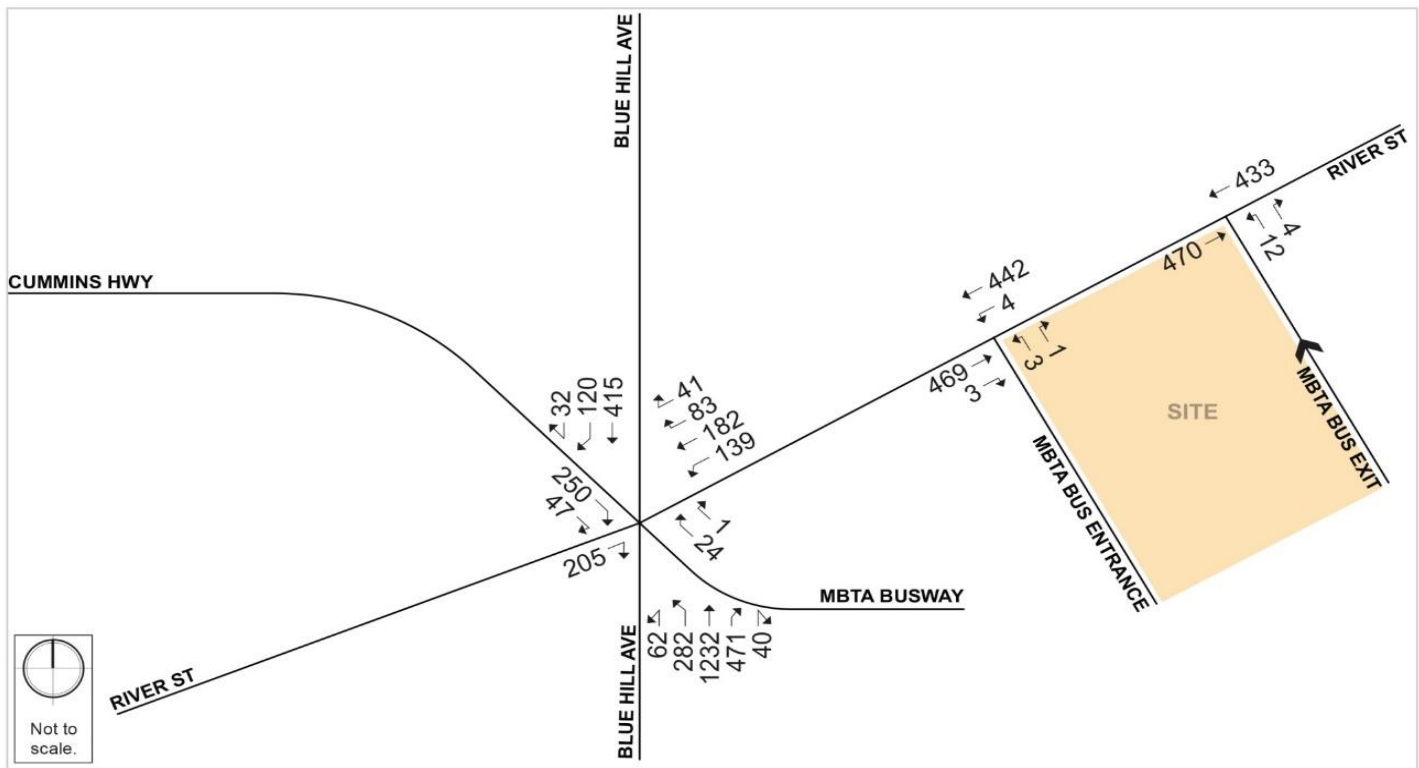 BLUE HILL AVE
RIVER ST
433
4
12
470
442
4
CUMMINS HWY
1
3
469
3
MBTA BUS EXIT
SITE
32
120
415
41
83
182
139
MBTA BUS ENTRANCE
250
47
205
1
24
MBTA BUSWAY
62
282
1232
471
40
BLUE HILL AVE
RIVER ST
Not to
scale.